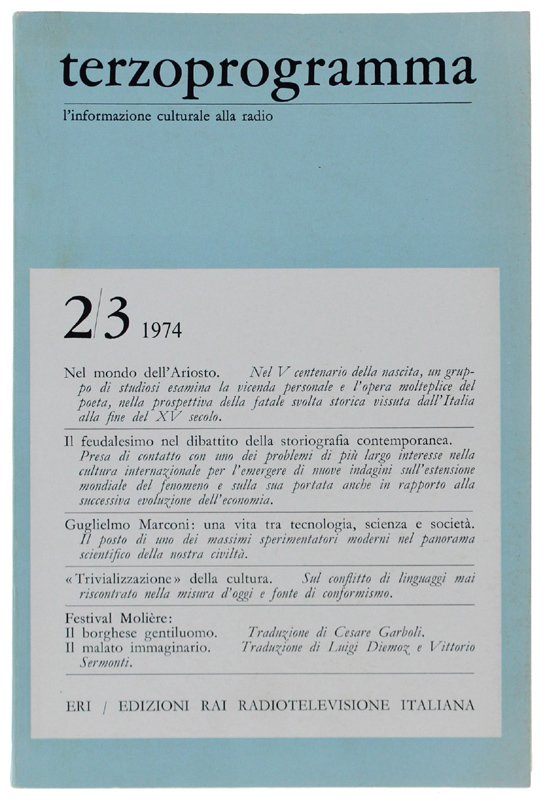 terzoprogramma
l'informazione culturale alla radio
2/3 1974
Nel mondo dell'Ariosto. Nel V centenario della nascita, un grup-
po di studiosi esamina la vicenda personale e l'opera molteplice del
poeta, nella prospettiva della fatale svolta storica vissuta dall'Italia
alla fine del XV secolo.
Il feudalesimo nel dibattito della storiografia contemporanea.
Presa di contatto con uno dei problemi di più largo interesse nella
cultura internazionale per l'emergere di nuove indagini sull'estensione
mondiale del fenomeno e sulla sua portata anche in rapporto alla
successiva evoluzione dell'economia.
Guglielmo Marconi: una vita tra tecnologia, scienza e società.
Il posto di uno dei massimi sperimentatori moderni nel panorama
scientifico della nostra civiltà.
«Trivializzazione» della cultura. Sul conflitto di linguaggi mai
riscontrato nella misura d'oggi e fonte di conformismo.
Festival Molière:
Il borghese gentiluomo. Traduzione di Cesare Garboli.
Il malato immaginario. Traduzione di Luigi Diemoz e Vittorio
Sermonti.
ERI / EDIZIONI RAI RADIOTELEVISIONE ITALIANA